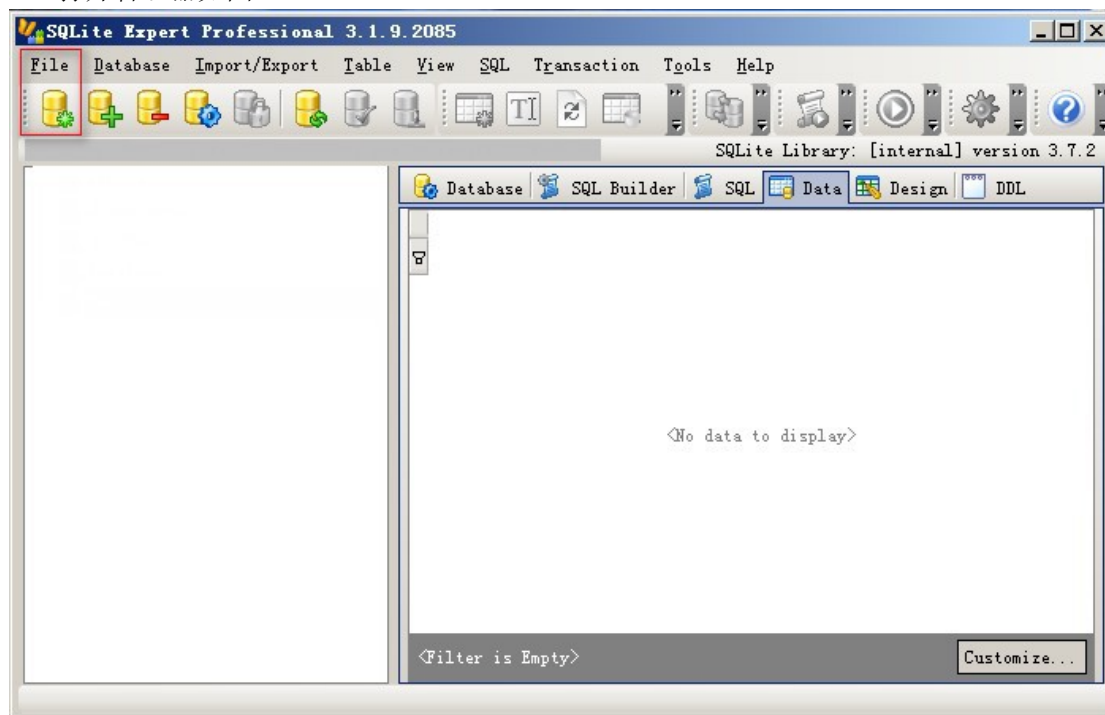 SQLite Expert Professional 3.1.9.2085
File Database Import/Export Table View SQL Transaction Tools Help
SQLite Library: [internal] version 3.7.2
Database SQL Builder SQL Data Design DDL
<No data to display>
<Filter is Empty>
Customize...